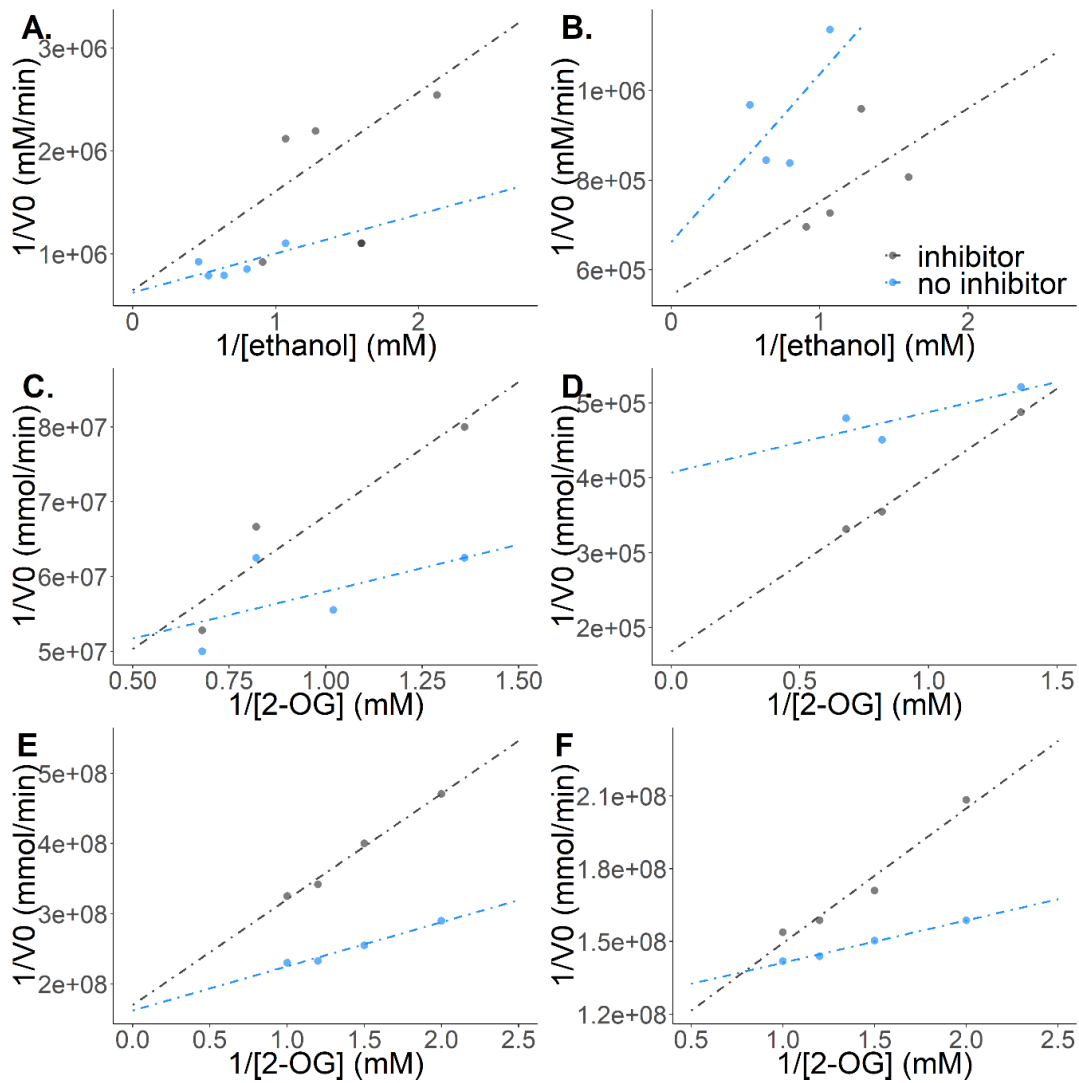 A.
1/V0 (mM/min)
3e+06
2e+06
1e+06
0
1
2
1/[ethanol] (mM)
B.
1/V0 (mM/min)
1e+06
8e+05
6e+05
inhibitor
no inhibitor
0
1
2
1/[ethanol] (mM)
C.
1/V0 (mmol/min)
8e+07
7e+07
6e+07
5e+07
0.50
0.75
1.00
1.25
1.50
1/[2-OG] (mM)
D.
1/V0 (mmol/min)
5e+05
4e+05
3e+05
2e+05
0.0
0.5
1.0
1.5
1/[2-OG] (mM)
E
1/V0 (mmol/min)
5e+08
4e+08
3e+08
2e+08
0.0
0.5
1.0
1.5
2.0
2.5
1/[2-OG] (mM)
F
1/V0 (mmol/min)
2.1e+08
1.8e+08
1.5e+08
1.2e+08
0.5
1.0
1.5
2.0
2.5
1/[2-OG] (mM)